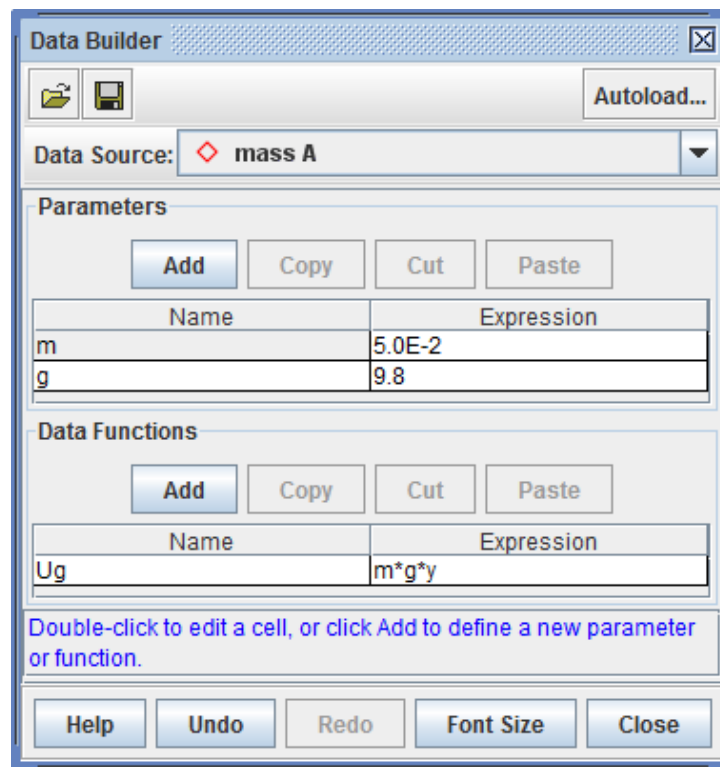 Data Builder
Autoload...
Data Source: mass A
Parameters
Add Copy Cut Paste
Name Expression
m 5.0E-2
g 9.8
Data Functions
Add Copy Cut Paste
Name Expression
Ug m*g*y
Double-click to edit a cell, or click Add to define a new parameter
or function.
Help Undo Redo Font Size Close